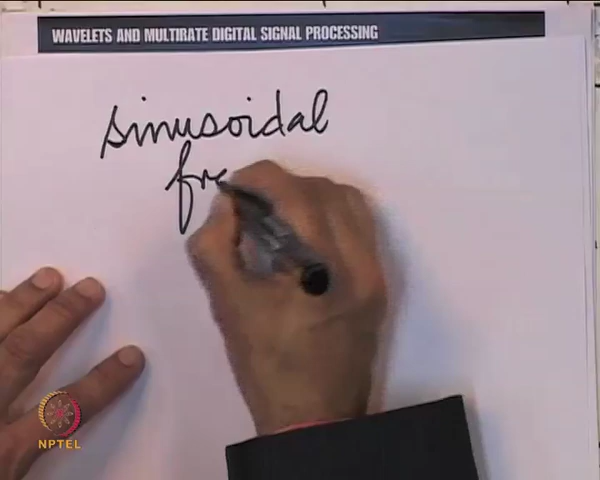 WAVELETS AND MULTIRATE DIGITAL SIGNAL PROCESSING
sinusoidal
fre
NPTEL